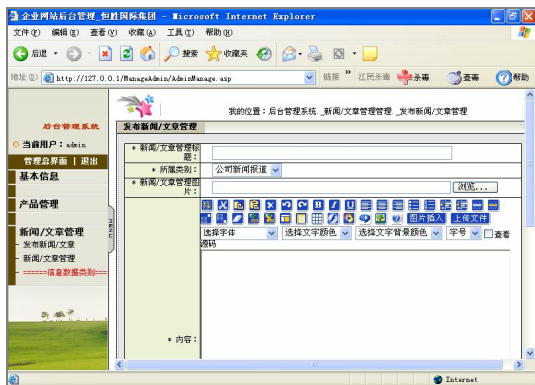 企业网站后台管理_恒胜国际集团 - Microsoft Internet Explorer
文件(F) 编辑(E) 查看(V) 收藏(A) 工具(T) 帮助(H)
后退 搜索 收藏夹
地址(D) http://127.0.0.1/ManageAdmin/AdminManage.asp 链接 » 江民杀毒 杀毒 查毒 帮助
我的位置：后台管理系统._新闻/文章管理管理._发布新闻/文章管理
后台管理系统
当前用户：admin
管理总界面 | 退出
基本信息
产品管理
新闻/文章管理
- 发布新闻/文章
- 新闻/文章管理
- ======信息数据类别===
MENU
发布新闻/文章管理
* 新闻/文章管理标题：
* 所属类别： 公司新闻报道
* 新闻/文章管理图片： 浏览...
图片插入 上传文件
选择字体 选择文字颜色 选择文字背景颜色 字号 查看
源码
* 内容：
Internet